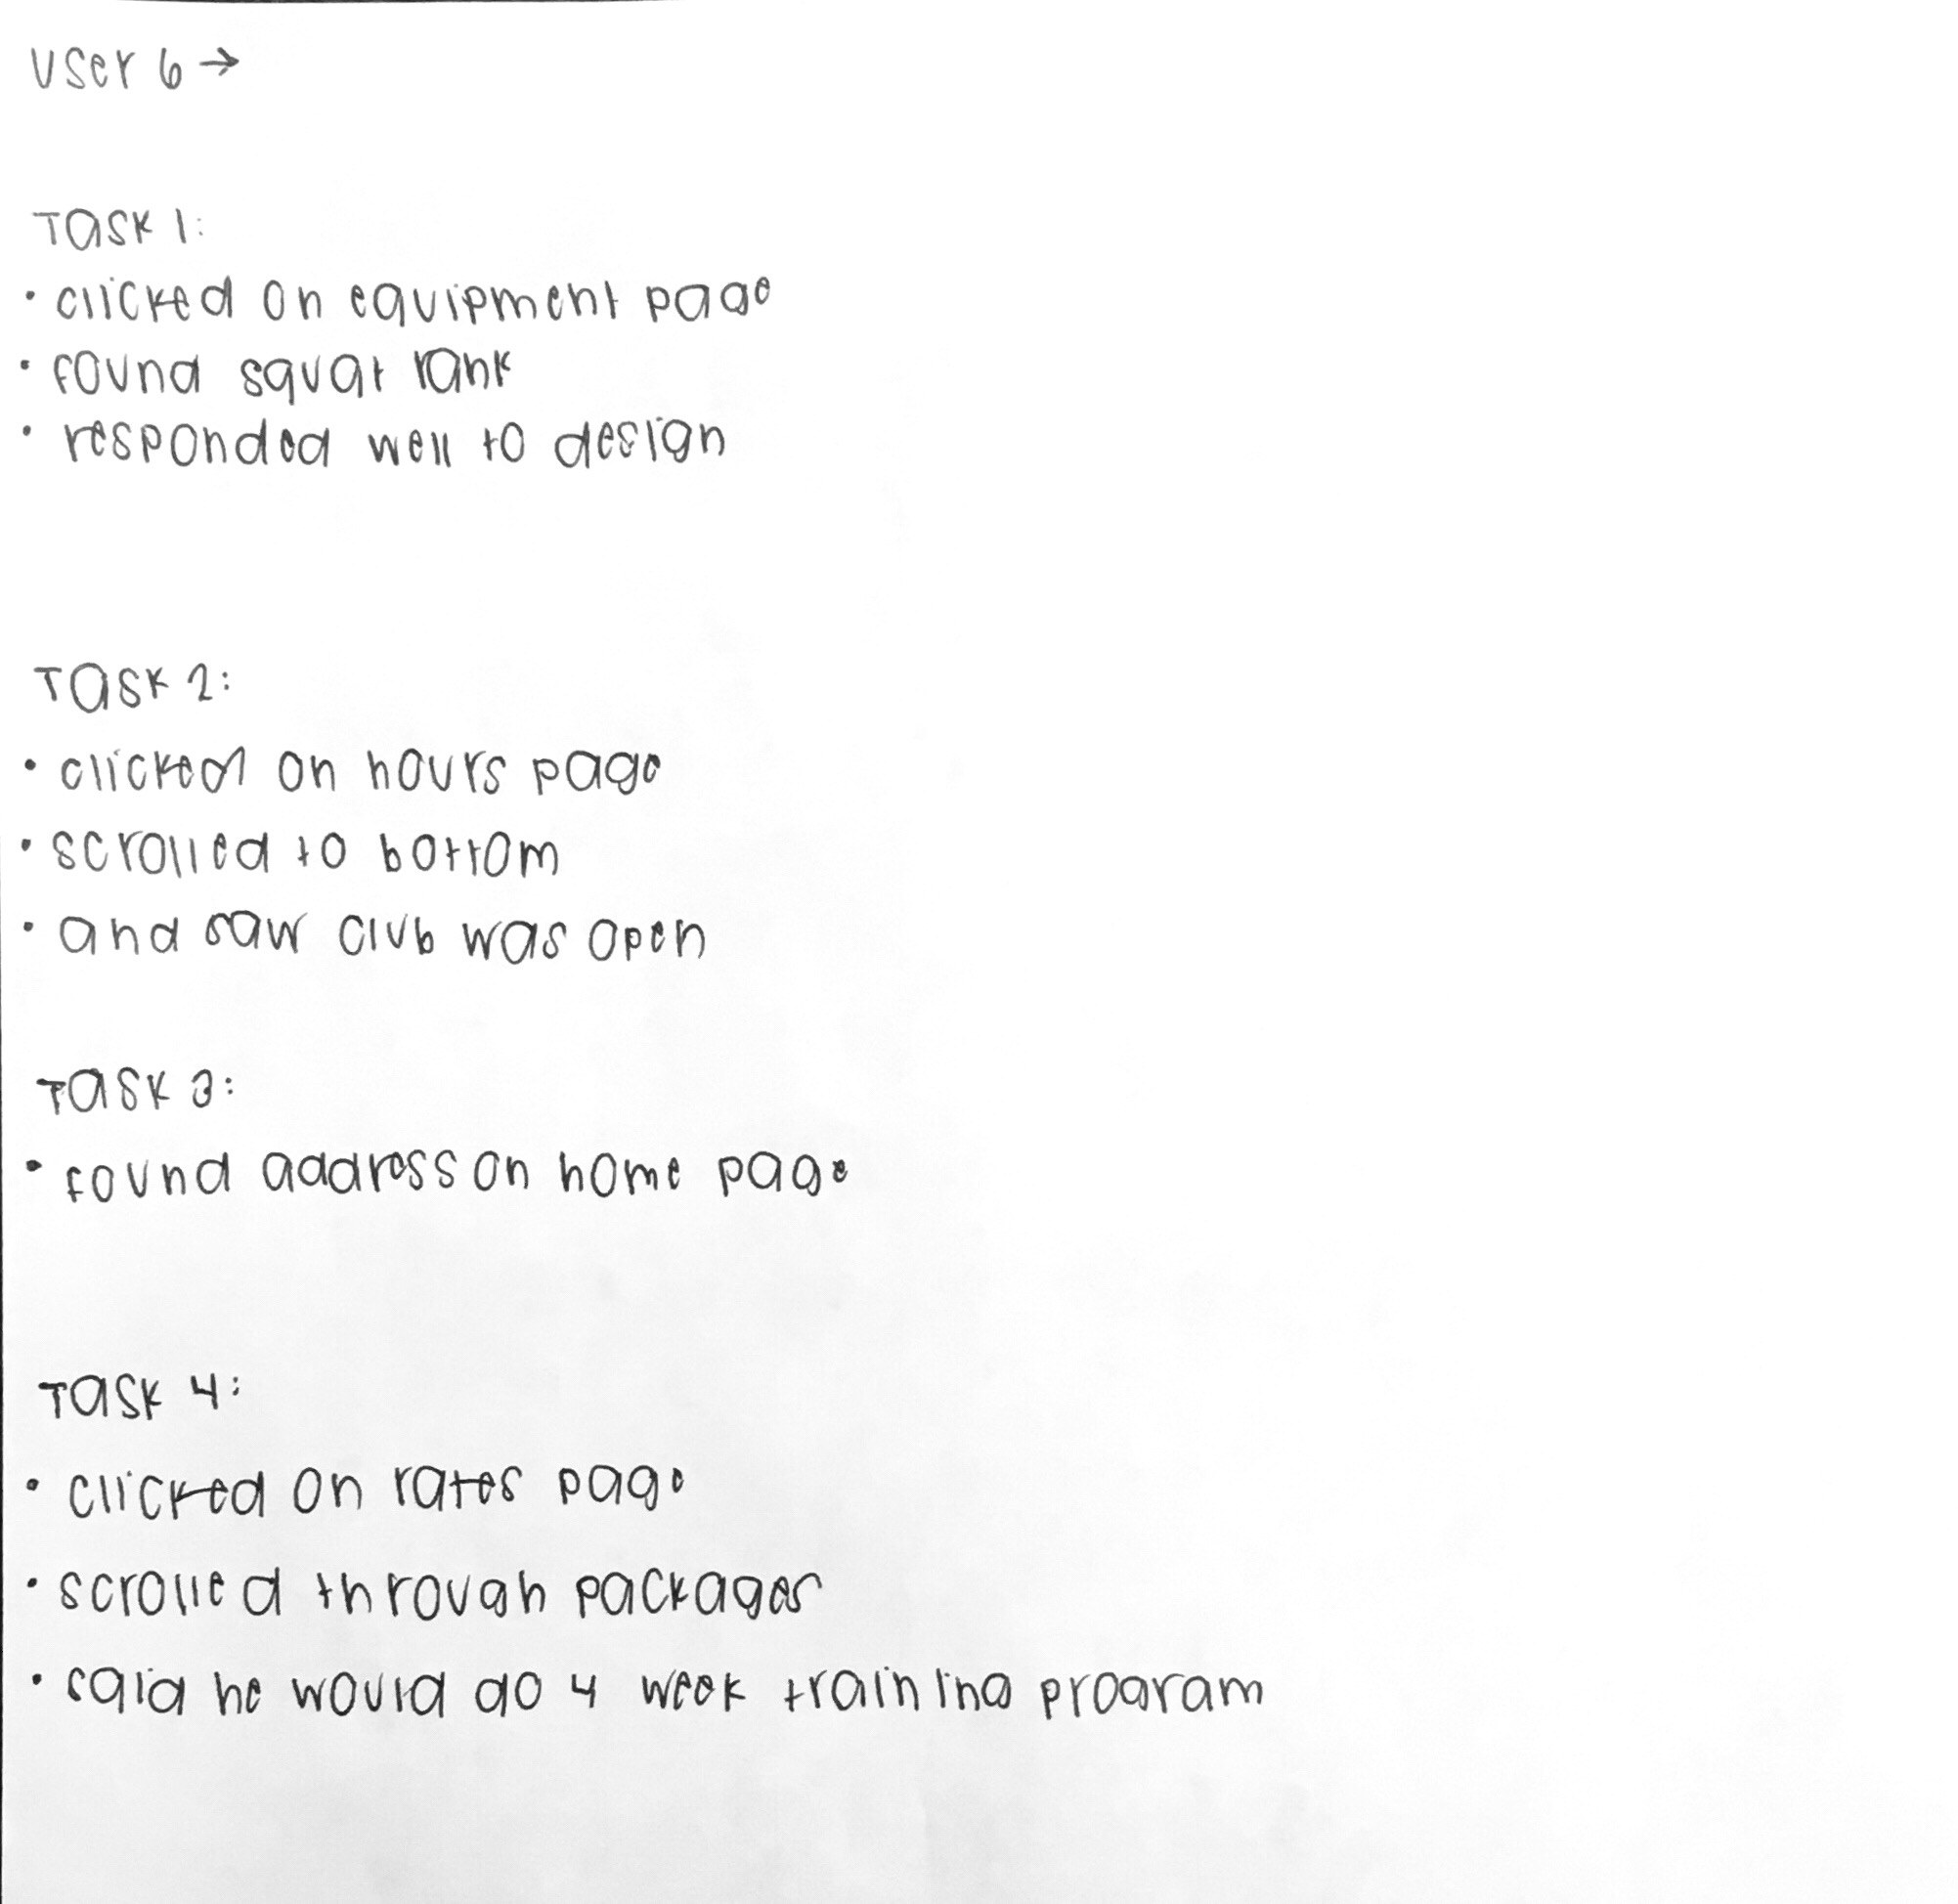 User 6 →
Task 1:
• clicked on equipment page
• found squat rank
• responded well to design
Task 2:
• clicked on hours page
• scrolled to bottom
• and saw club was open
Task 3:
• found address on home page
Task 4:
• clicked on rates page
• scrolled through packages
• said he would do 4 week training program